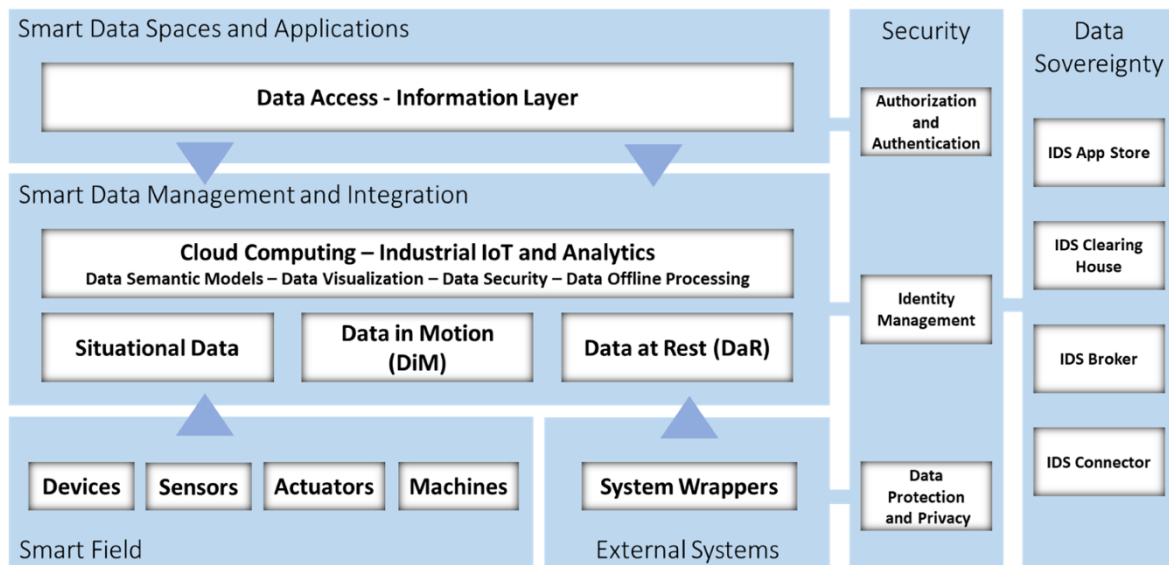 Smart Data Spaces and Applications
Data Access - Information Layer
Smart Data Management and Integration
Cloud Computing – Industrial IoT and Analytics
Data Semantic Models – Data Visualization – Data Security – Data Offline Processing
Situational Data
Data in Motion
(DiM)
Data at Rest (DaR)
Devices
Sensors
Actuators
Machines
Smart Field
System Wrappers
External Systems
Security
Authorization
and
Authentication
Identity
Management
Data
Protection
and Privacy
Data
Sovereignty
IDS App Store
IDS Clearing
House
IDS Broker
IDS Connector